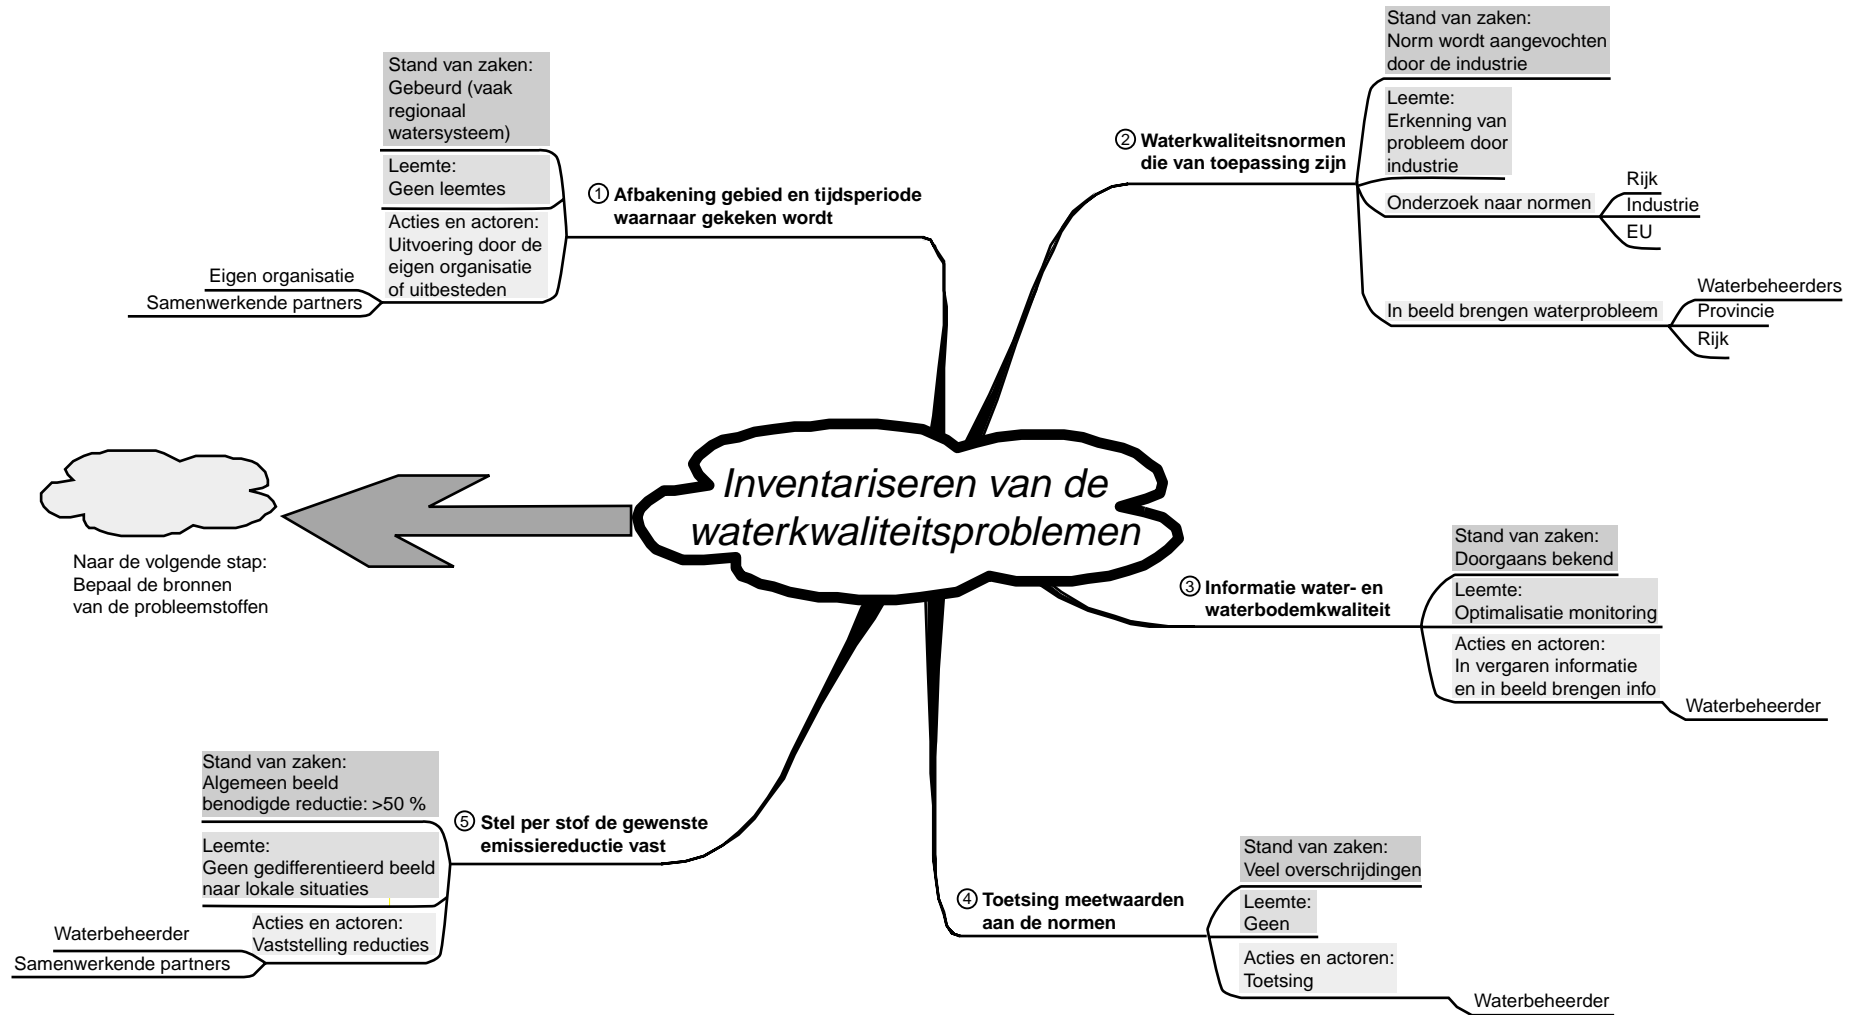 Inventariseren van de
waterkwaliteitsproblemen
① Afbakening gebied en tijdsperiode
waarnaar gekeken wordt
Stand van zaken:
Gebeurd (vaak
regionaal
watersysteem)
Leemte:
Geen leemtes
Acties en actoren:
Uitvoering door de
eigen organisatie
of uitbesteden
Eigen organisatie
Samenwerkende partners
② Waterkwaliteitsnormen
die van toepassing zijn
Stand van zaken:
Norm wordt aangevochten
door de industrie
Leemte:
Erkenning van
probleem door
industrie
Onderzoek naar normen
Rijk
Industrie
EU
In beeld brengen waterprobleem
Waterbeheerders
Provincie
Rijk
③ Informatie water- en
waterbodemkwaliteit
Stand van zaken:
Doorgaans bekend
Leemte:
Optimalisatie monitoring
Acties en actoren:
In vergaren informatie
en in beeld brengen info
Waterbeheerder
④ Toetsing meetwaarden
aan de normen
Stand van zaken:
Veel overschrijdingen
Leemte:
Geen
Acties en actoren:
Toetsing
Waterbeheerder
⑤ Stel per stof de gewenste
emissiereductie vast
Stand van zaken:
Algemeen beeld
benodigde reductie: >50 %
Leemte:
Geen gedifferentieerd beeld
naar lokale situaties
Acties en actoren:
Vaststelling reducties
Waterbeheerder
Samenwerkende partners
Naar de volgende stap:
Bepaal de bronnen
van de probleemstoffen